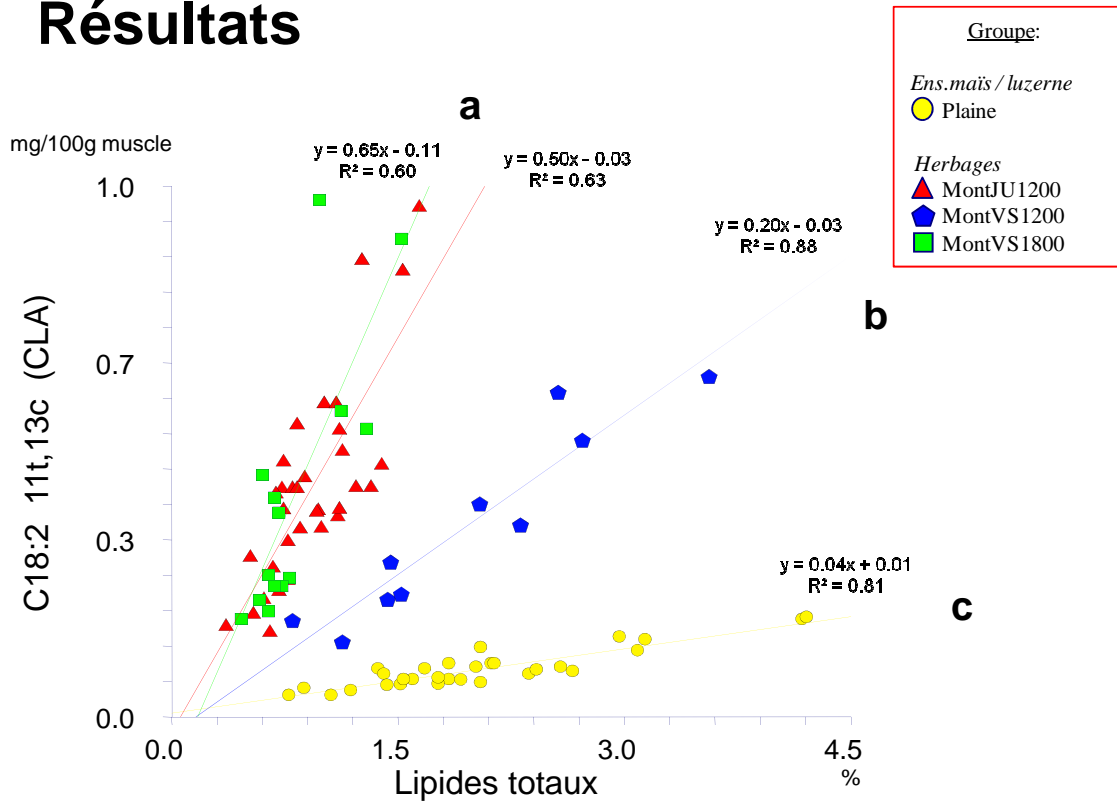 Résultats
Groupe:
Ens.maïs / luzerne
Plaine
Herbages
MontJU1200
MontVS1200
MontVS1800
a
mg/100g muscle
y = 0.65x - 0.11
R² = 0.60
y = 0.50x - 0.03
R² = 0.63
y = 0.20x - 0.03
R² = 0.88
b
y = 0.04x + 0.01
R² = 0.81
c
C18:2 11t,13c (CLA)
1.0
0.7
0.3
0.0
0.0 1.5 3.0 4.5
Lipides totaux
%